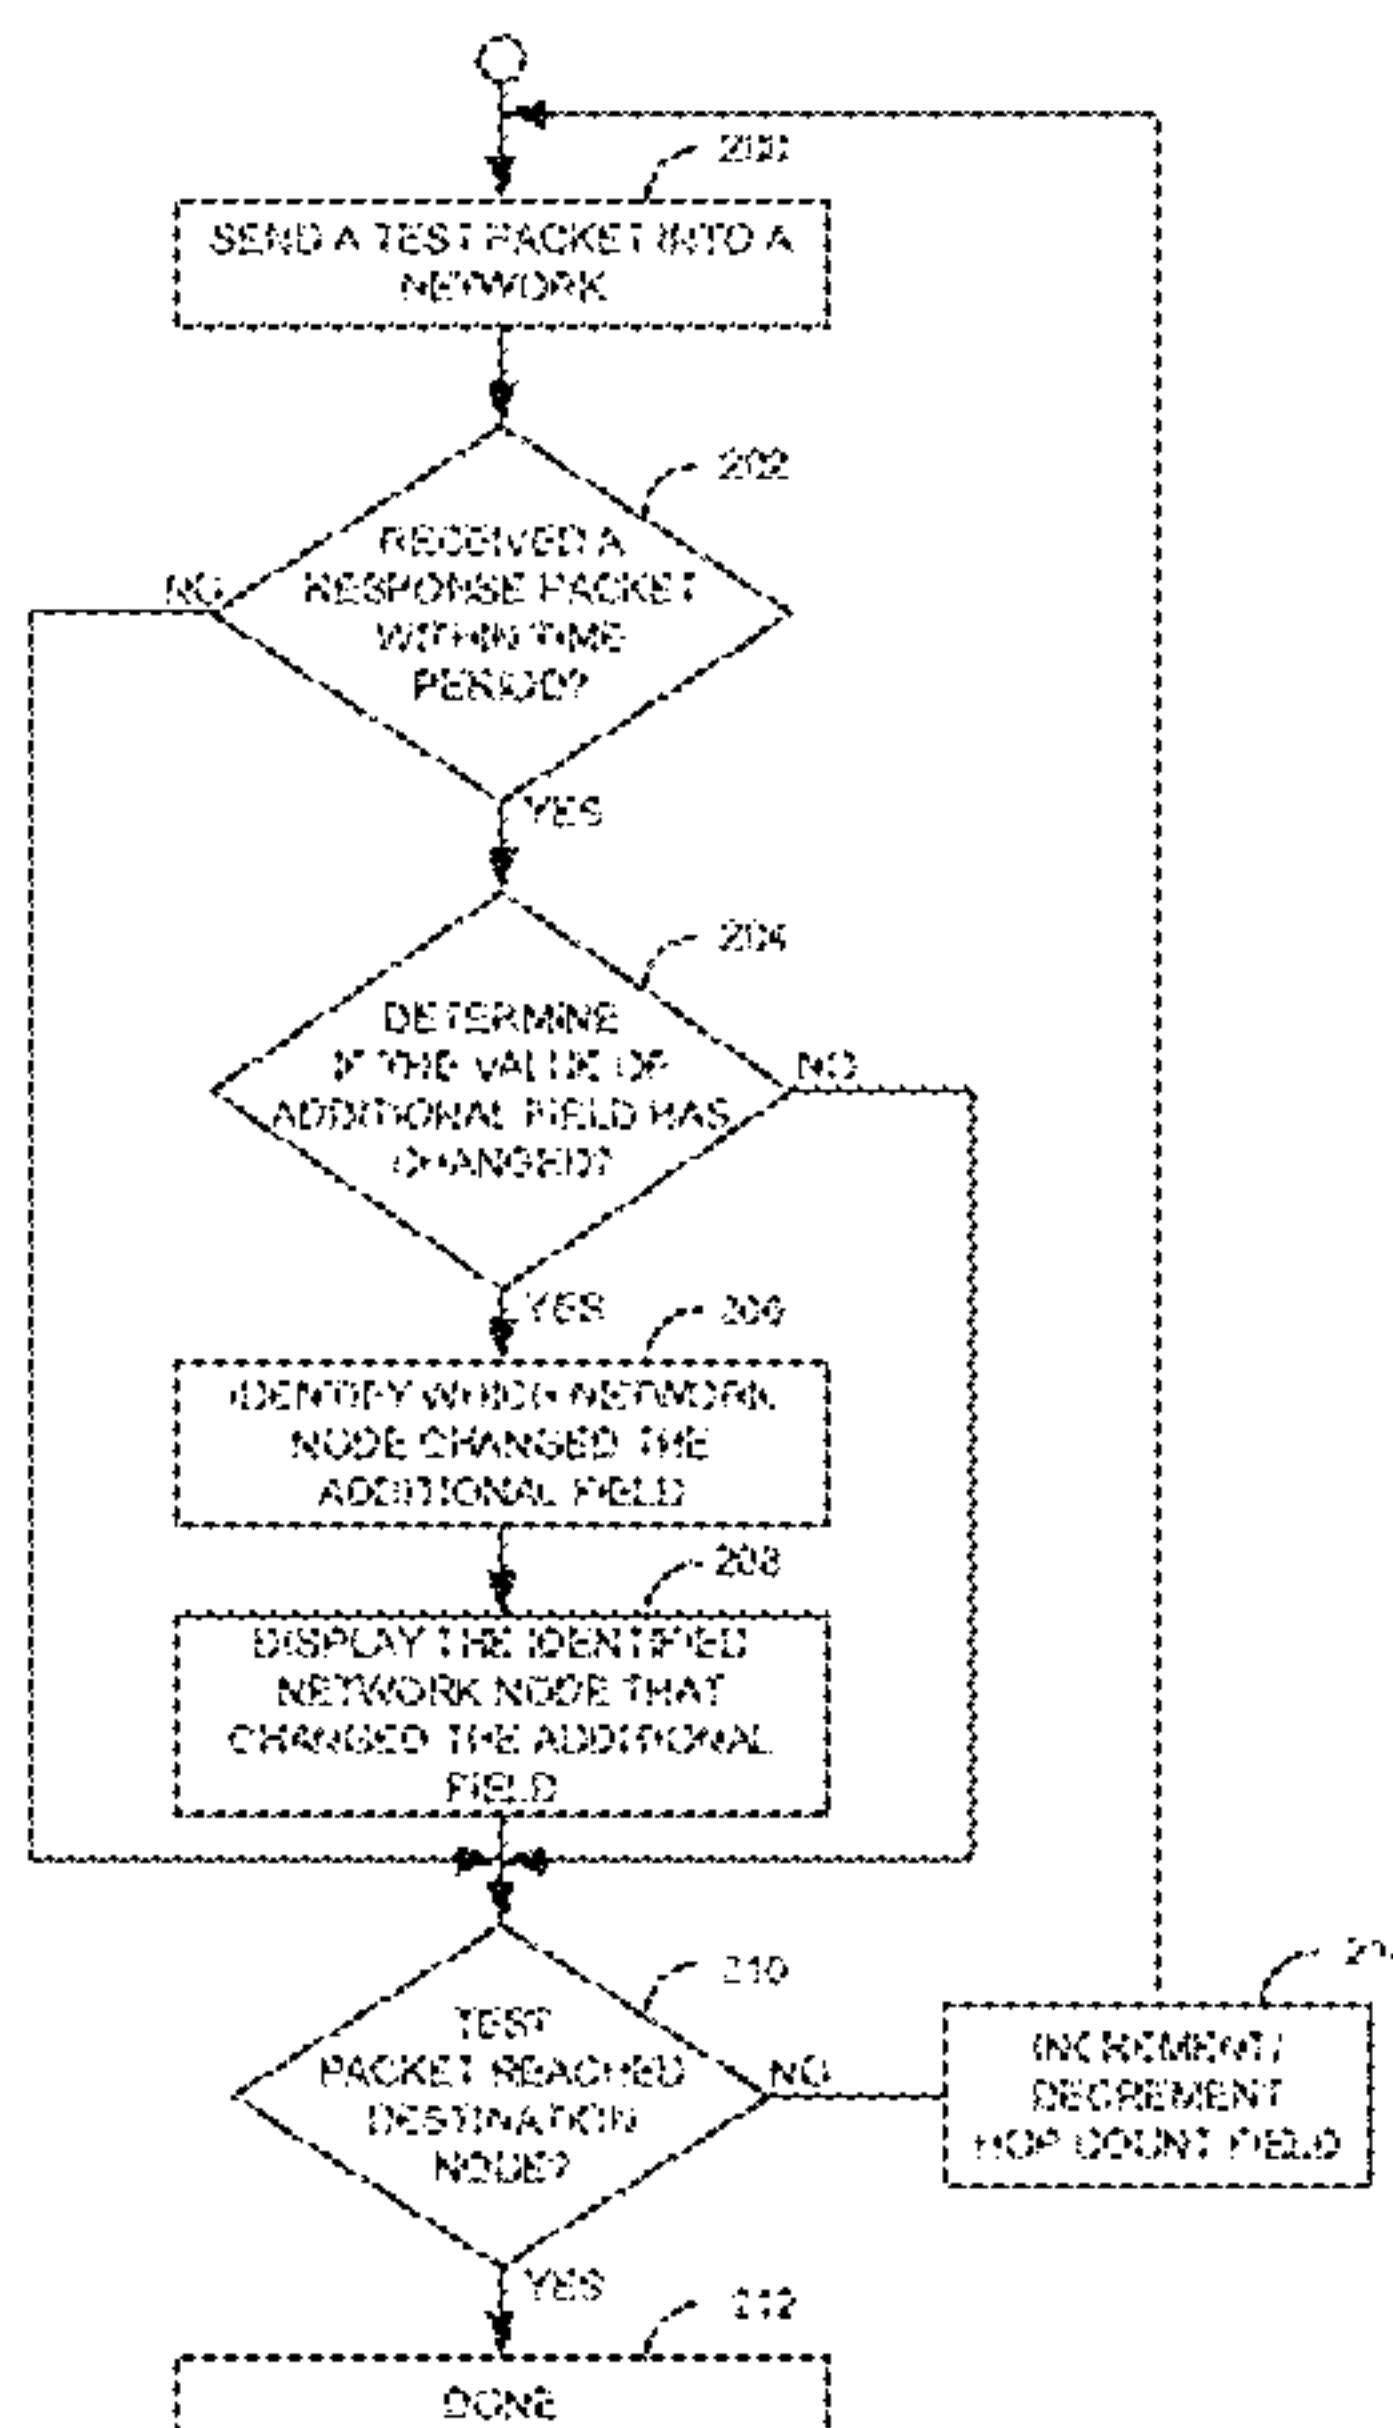 200
SEND A TEST PACKET INTO A
NETWORK
202
RECEIVED A
RESPONSE PACKET
WITHIN TIME
PERIOD?
NO
YES
204
DETERMINE
IF THE VALUE OF
ADDITIONAL FIELD HAS
CHANGED?
NO
YES
206
IDENTIFY WHICH NETWORK
NODE CHANGED THE
ADDITIONAL FIELD
208
DISPLAY THE IDENTIFIED
NETWORK NODE THAT
CHANGED THE ADDITIONAL
FIELD
210
TEST
PACKET REACHED
DESTINATION
NODE?
NO
INCREMENT/
DECREMENT
HOP COUNT FIELD
YES
212
DONE